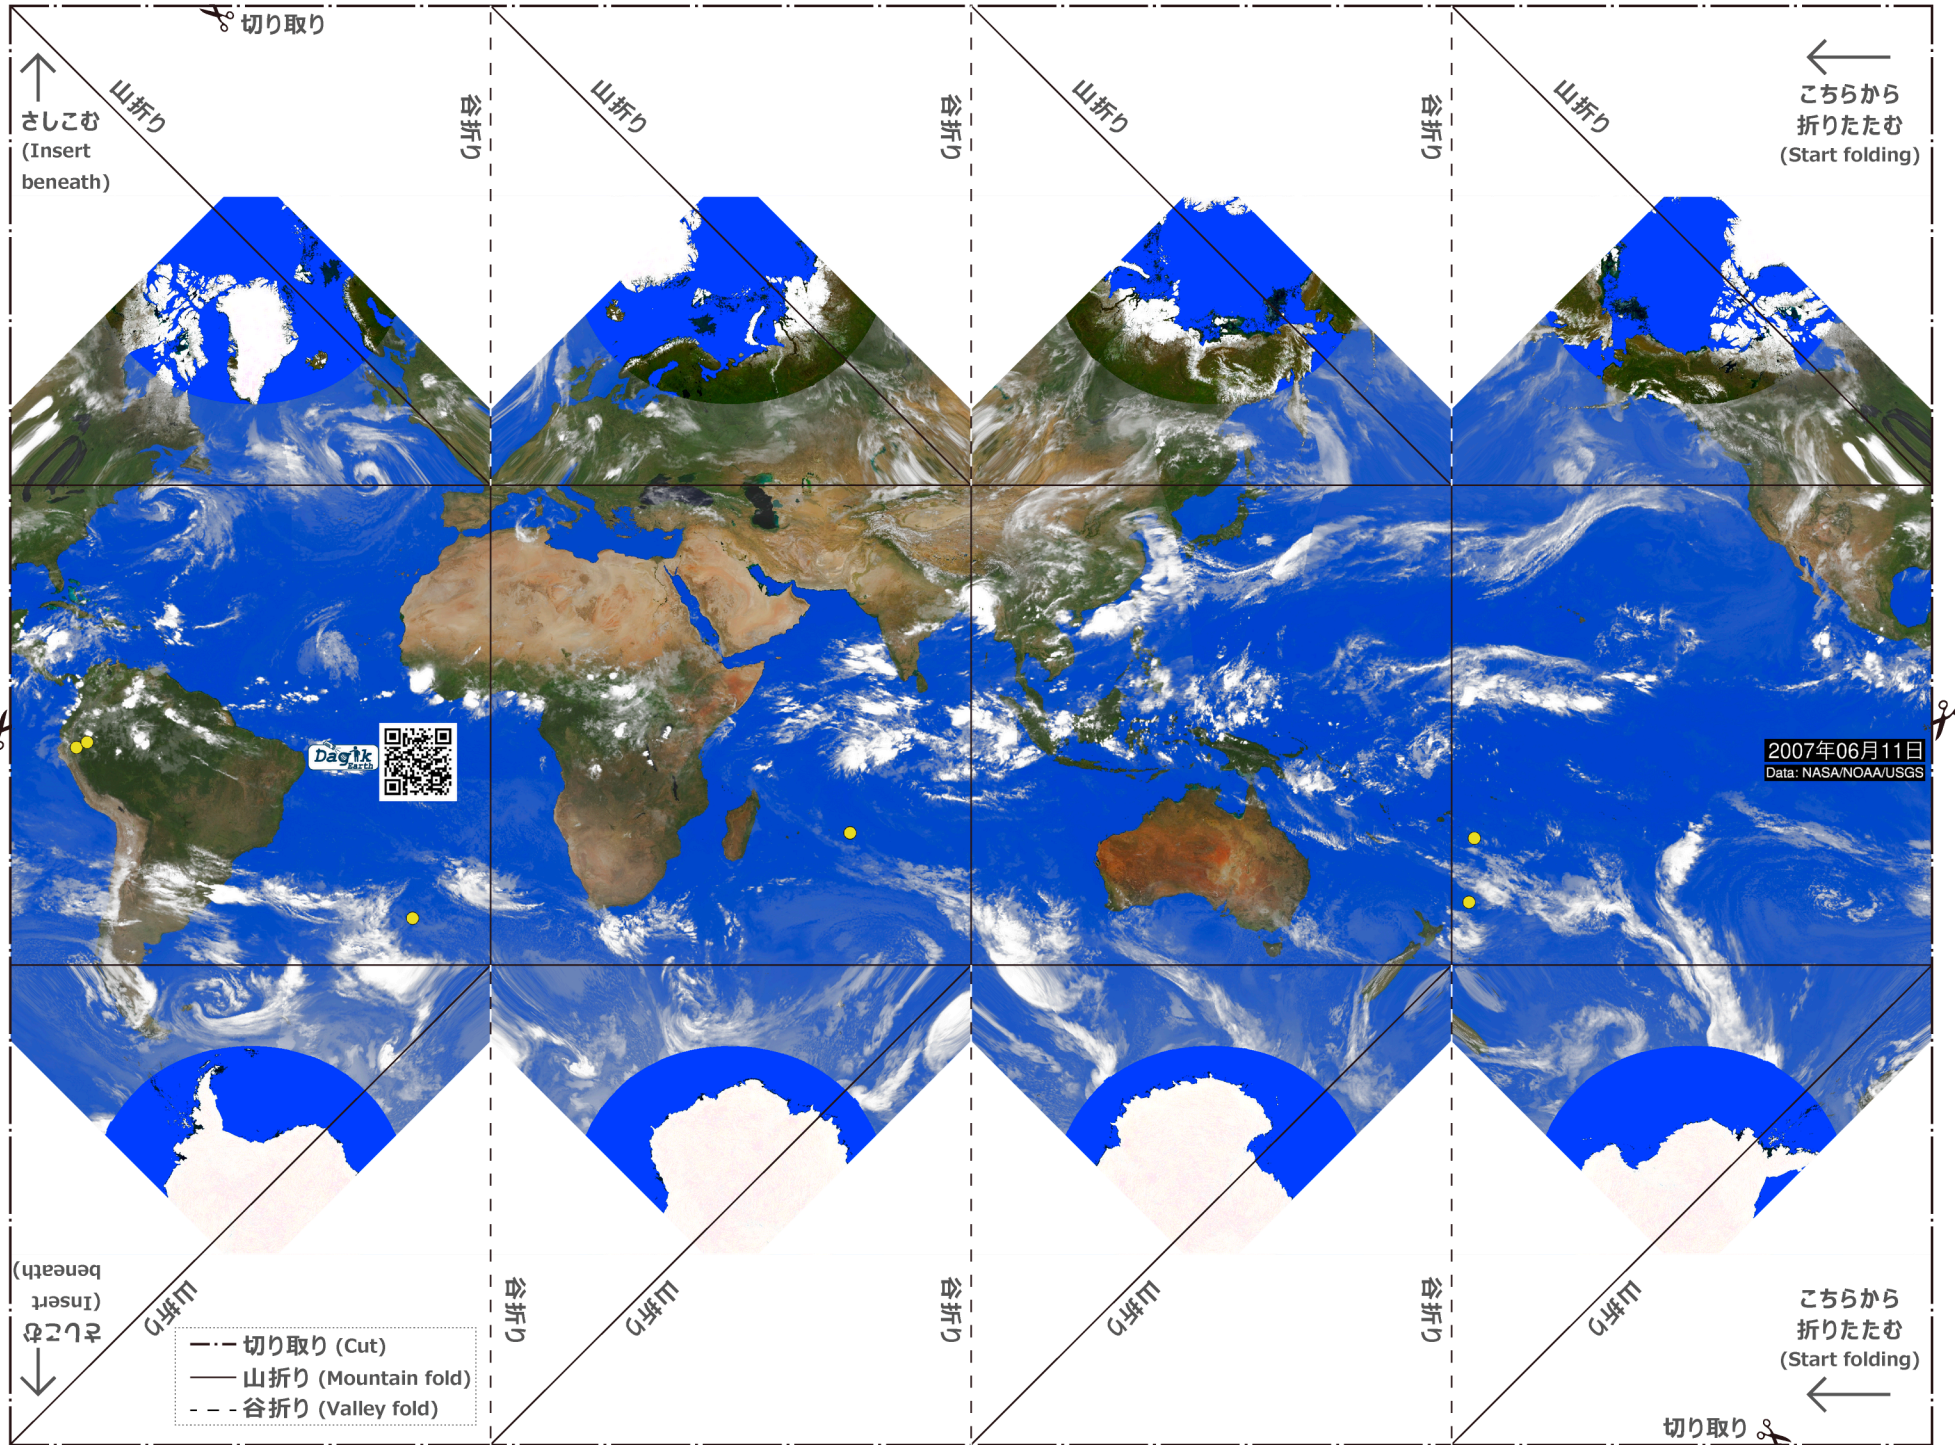 切り取り
山折り
谷折り
山折り
谷折り
山折り
谷折り
山折り
さしこむ
(Insert
beneath)
こちらから
折りたたむ
(Start folding)
Dagik
Earth
2007年06月11日
Data: NASA/NOAA/USGS
さしこむ
(Insert
beneath)
山折り
谷折り
山折り
谷折り
山折り
谷折り
山折り
こちらから
折りたたむ
(Start folding)
切り取り (Cut)
山折り (Mountain fold)
谷折り (Valley fold)
切り取り